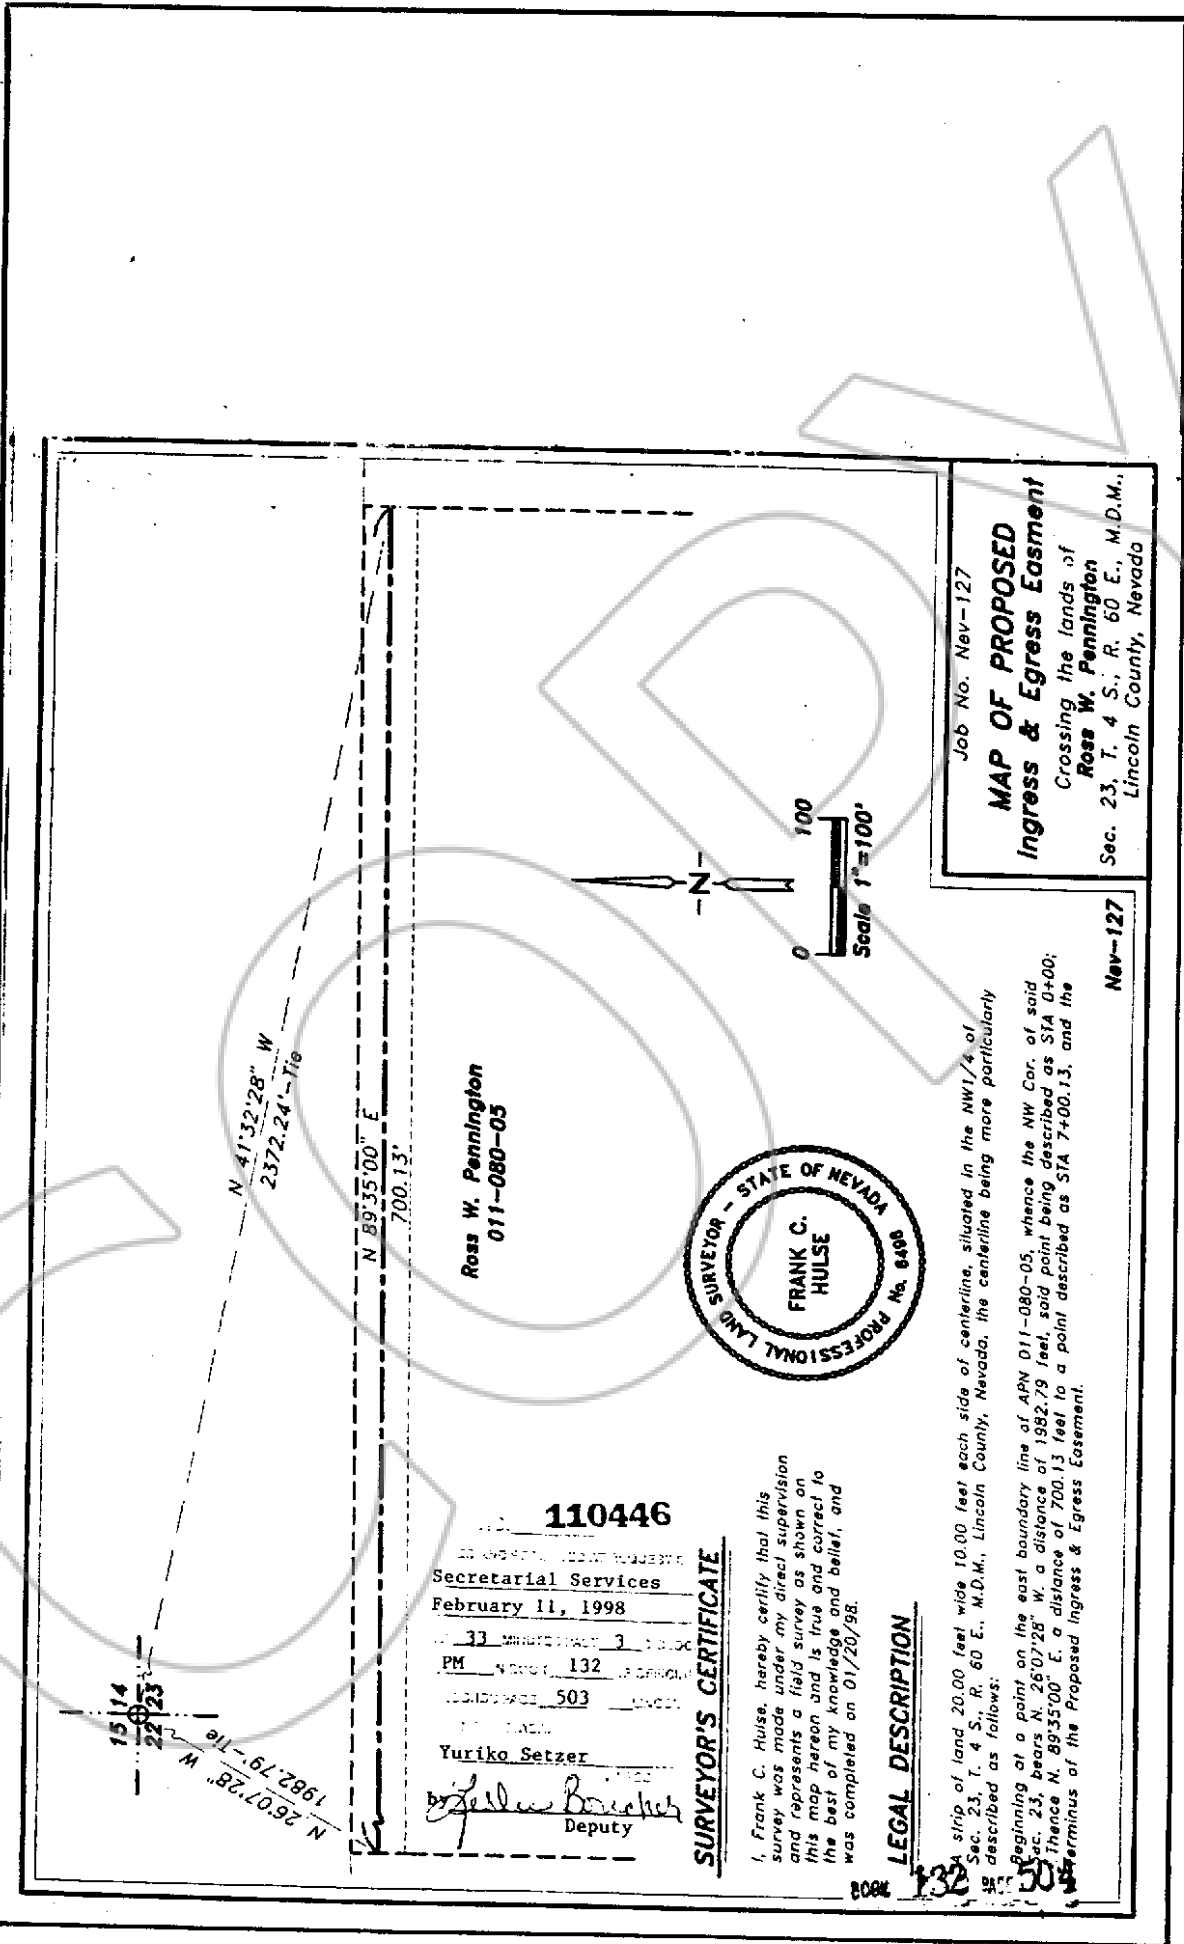 15 14
22 23
N 26°07'28" W
1982.79'-Tie
N 41°32'28" W
2372.24'-Tie
N 89°35'00" E
700.13'
Ross W. Pennington
011-080-05
110446
Secretarial Services
February 11, 1998
33 MINUTES PAST 3
PM 132
503
Yuriko Setzer
by Leslie Boucher
Deputy
SURVEYOR'S CERTIFICATE
I, Frank C. Hulse, hereby certify that this
survey was made under my direct supervision
and represents a field survey as shown on
this map hereon and is true and correct to
the best of my knowledge and belief, and
was completed on 01/20/98.
PROFESSIONAL LAND SURVEYOR - STATE OF NEVADA
No. 6498
FRANK C.
HULSE
N
0 100
Scale 1"=100'
LEGAL DESCRIPTION
A strip of land 20.00 feet wide 10.00 feet each side of centerline, situated in the NW1/4 of
Sec. 23, T. 4 S., R. 60 E., M.D.M., Lincoln County, Nevada, the centerline being more particularly
described as follows:
Beginning at a point on the east boundary line of APN 011-080-05, whence the NW Cor. of said
Sec. 23, bears N. 26°07'28" W. a distance of 1982.79 feet, said point being described as STA 0+00;
Thence N. 89°35'00" E. a distance of 700.13 feet to a point described as STA 7+00.13, and the
Terminus of the Proposed Ingress & Egress Easement.
BOOK 132 PAGE
Nev-127
Job No. Nev-127
MAP OF PROPOSED
Ingress & Egress Easment
Crossing the lands of
Ross W. Pennington
Sec. 23, T. 4 S., R. 60 E., M.D.M.,
Lincoln County, Nevada
COPY